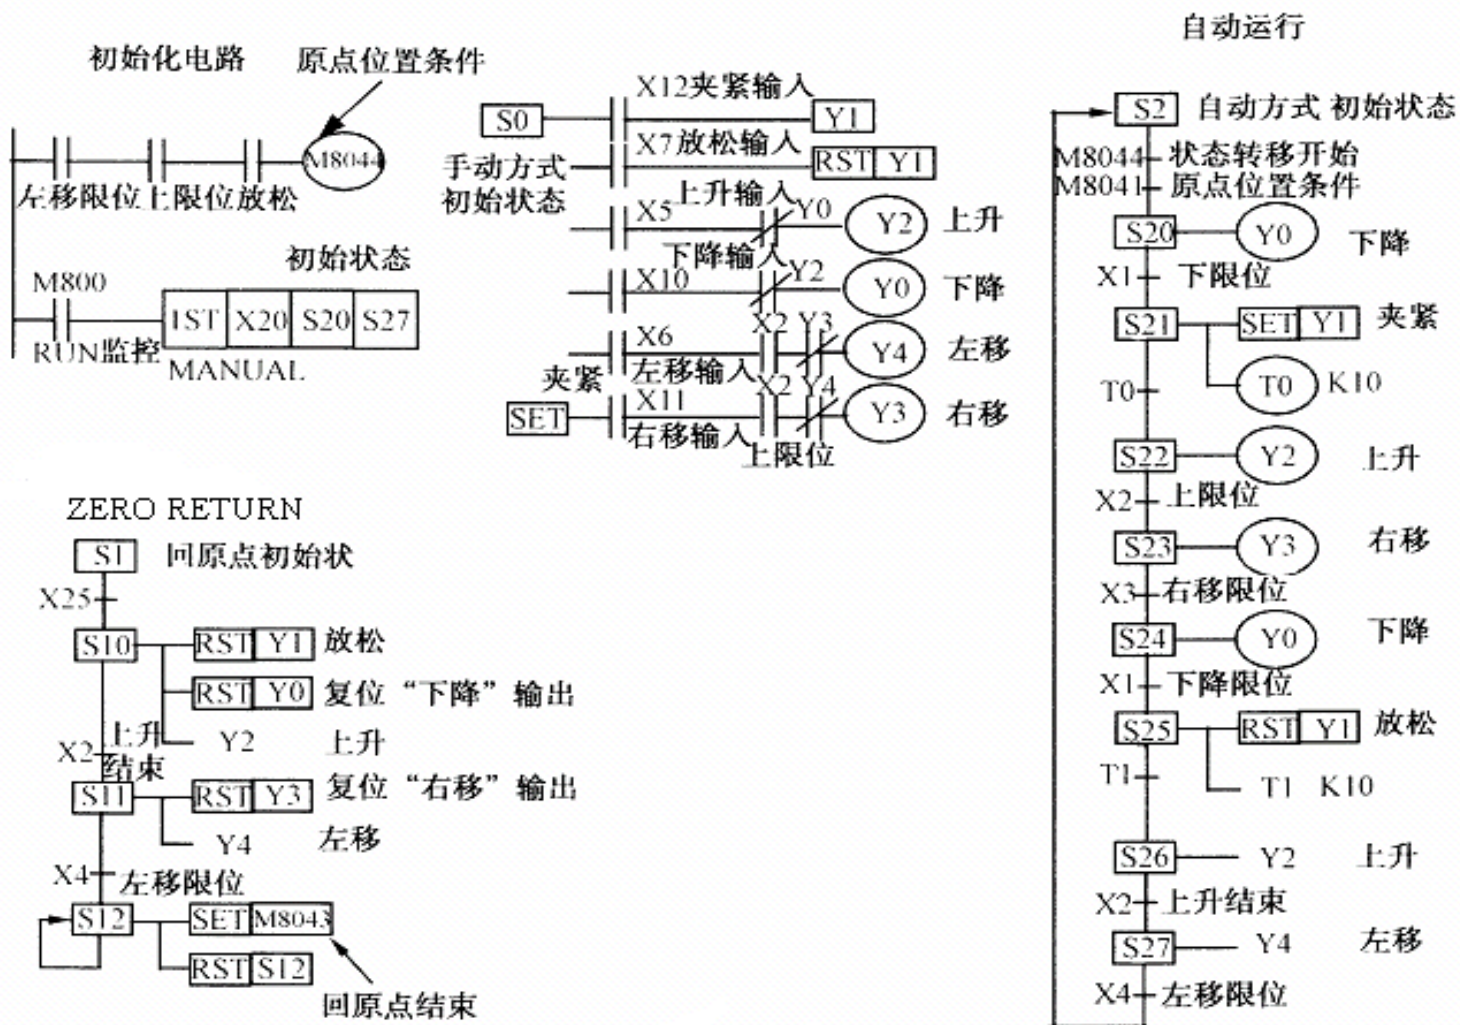 初始化电路
原点位置条件
M8044
左移限位
上限位
放松
初始状态
M800
1ST X20 S20 S27
RUN监控
MANUAL
S0
X12夹紧输入
Y1
X7放松输入
RST Y1
手动方式
初始状态
上升输入
X5
Y0
Y2
上升
下降输入
X10
Y2
Y0
下降
X2 Y3
X6
Y4
左移
左移输入
夹紧
X2 Y4
SET
X11
Y3
右移
右移输入
上限位
ZERO RETURN
S1
回原点初始状
X25
S10
RST Y1 放松
RST Y0 复位“下降”输出
Y2 上升
X2
上升
结束
S11
RST Y3 复位“右移”输出
Y4 左移
X4
左移限位
S12
SET M8043
RST S12
回原点结束
自动运行
S2
自动方式 初始状态
M8044 状态转移开始
M8041 原点位置条件
S20 Y0 下降
X1 下限位
S21 SET Y1 夹紧
T0 T0 K10
S22 Y2 上升
X2 上限位
S23 Y3 右移
X3 右移限位
S24 Y0 下降
X1 下降限位
S25 RST Y1 放松
T1 T1 K10
S26 Y2 上升
X2 上升结束
S27 Y4 左移
X4 左移限位